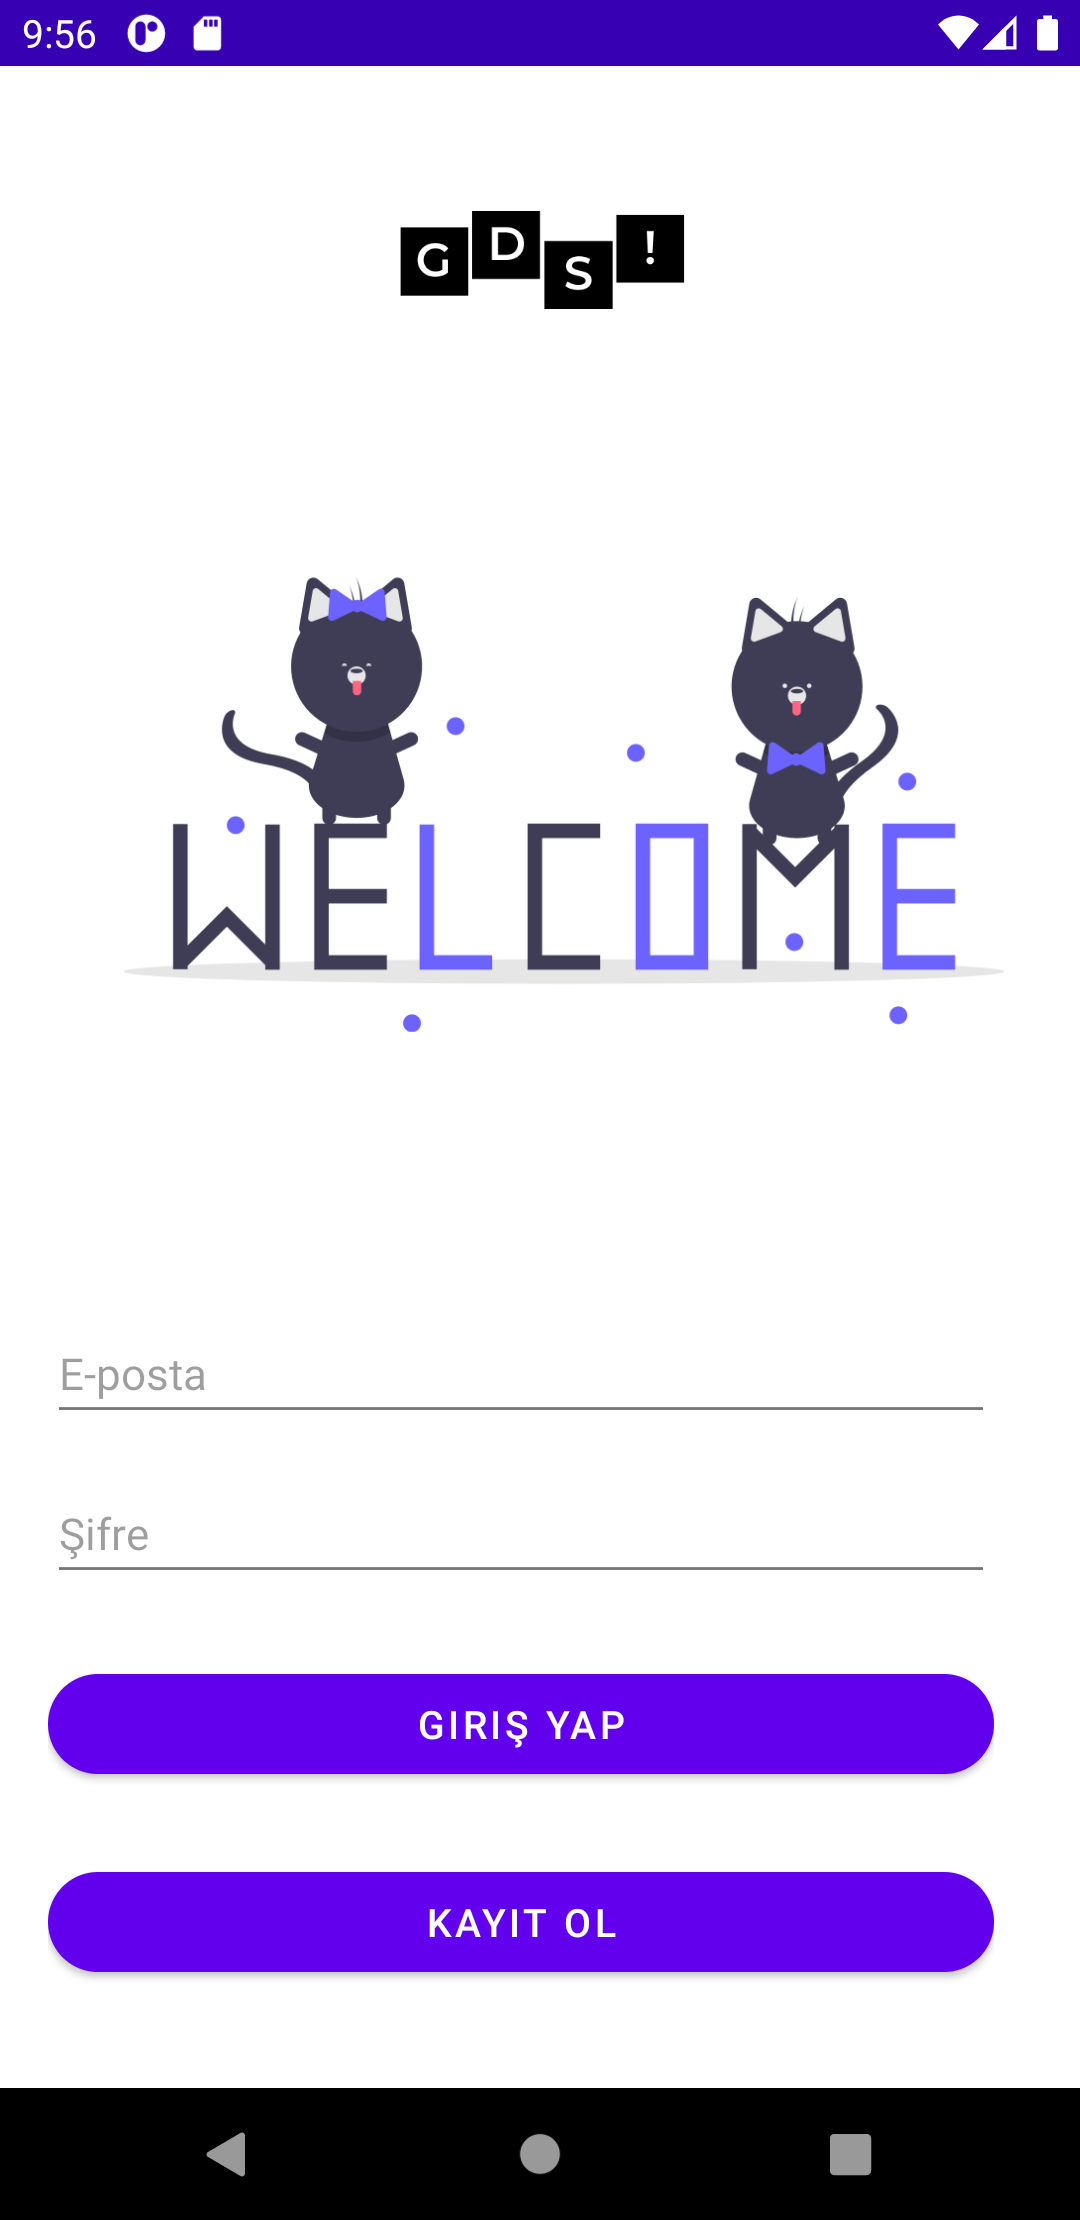 9:56
GDS!
WELCOME
E-posta
Şifre
GIRIŞ YAP
KAYIT OL